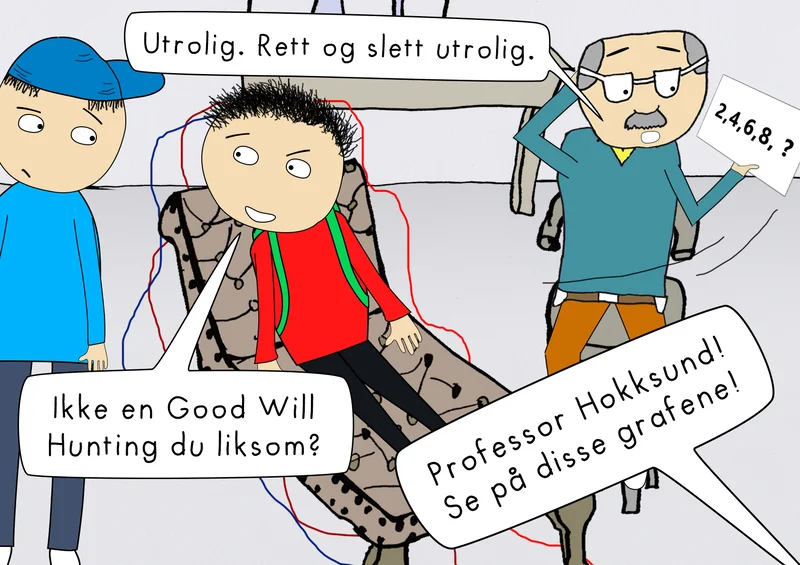 Utrolig. Rett og slett utrolig.
2,4,6,8, ?
Ikke en Good Will
Hunting du liksom?
Professor Hokksund!
Se på disse grafene!